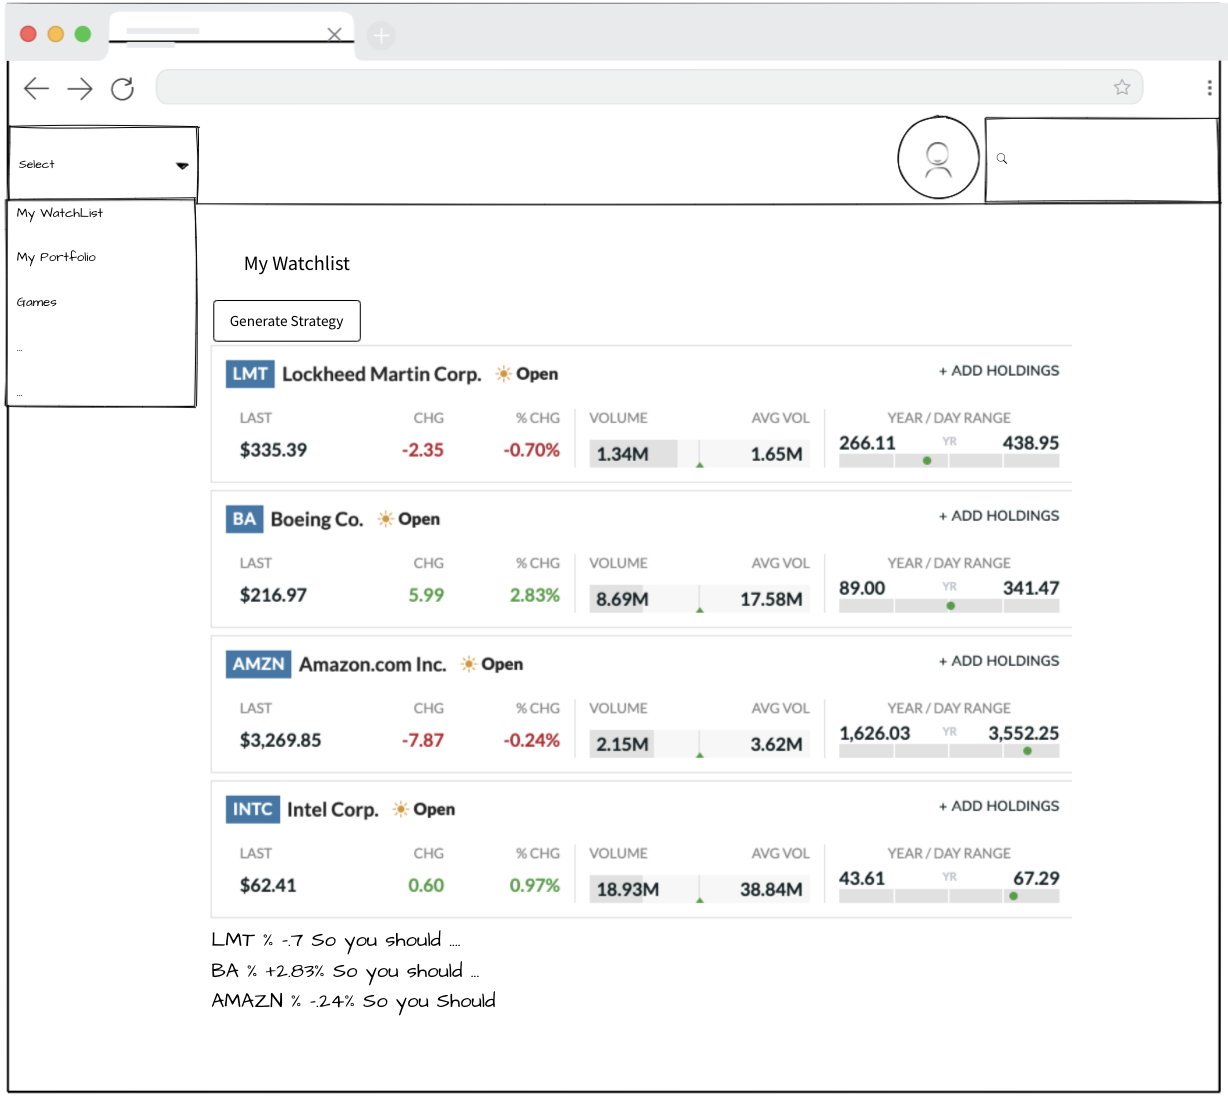 Select
My WatchList
My Portfolio
Games
...
...
My Watchlist
Generate Strategy
LMT Lockheed Martin Corp. Open + ADD HOLDINGS
LAST CHG % CHG VOLUME AVG VOL YEAR / DAY RANGE
$335.39 -2.35 -0.70% 1.34M 1.65M 266.11 YR 438.95
BA Boeing Co. Open + ADD HOLDINGS
LAST CHG % CHG VOLUME AVG VOL YEAR / DAY RANGE
$216.97 5.99 2.83% 8.69M 17.58M 89.00 YR 341.47
AMZN Amazon.com Inc. Open + ADD HOLDINGS
LAST CHG % CHG VOLUME AVG VOL YEAR / DAY RANGE
$3,269.85 -7.87 -0.24% 2.15M 3.62M 1,626.03 YR 3,552.25
INTC Intel Corp. Open + ADD HOLDINGS
LAST CHG % CHG VOLUME AVG VOL YEAR / DAY RANGE
$62.41 0.60 0.97% 18.93M 38.84M 43.61 YR 67.29
LMT % -.7 So you should ....
BA % +2.83% So you should ...
AMAZN % -.24% So you Should